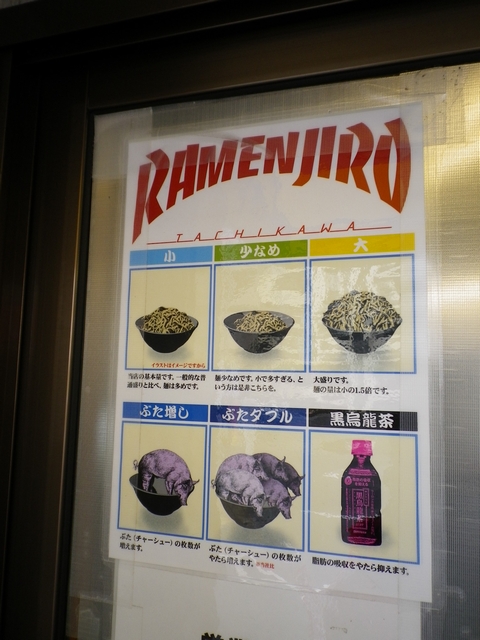 RAMENJIRO
TACHIKAWA
小 少なめ 大
イラストはイメージですから
当店の基本量です。一般的な普
通盛りと比べ、麺は多めです。
麺少なめです。小で多すぎる、と
いう方は是非こちらを。
大盛りです。
麺の量は小の1.5倍です。
ぶた増し ぶたダブル 黒烏龍茶
黒烏龍茶
ぶた(チャーシュー)の枚数が
増えます。
ぶた(チャーシュー)の枚数が
やたら増えます。
脂肪の吸収をやたら抑えます。